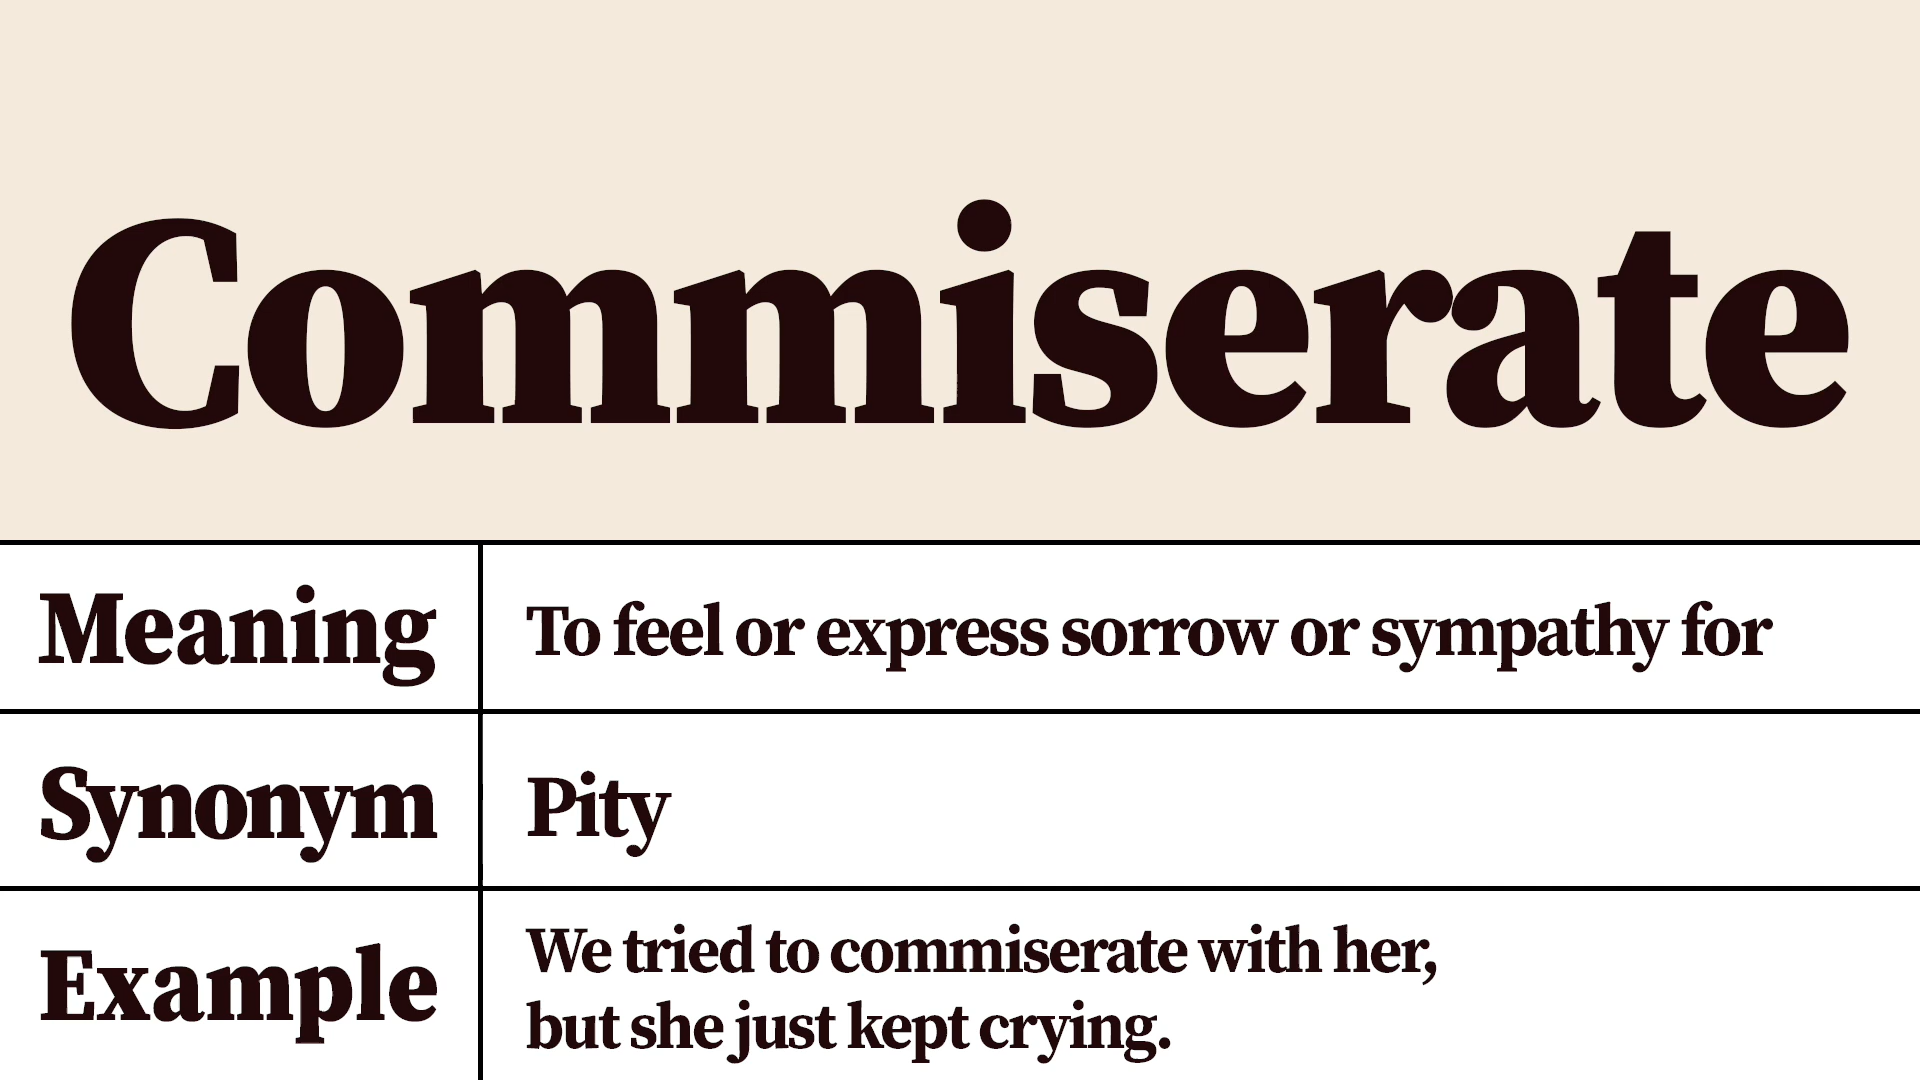 Commiserate
Meaning
To feel or express sorrow or sympathy for
Synonym
Pity
Example
We tried to commiserate with her,
but she just kept crying.